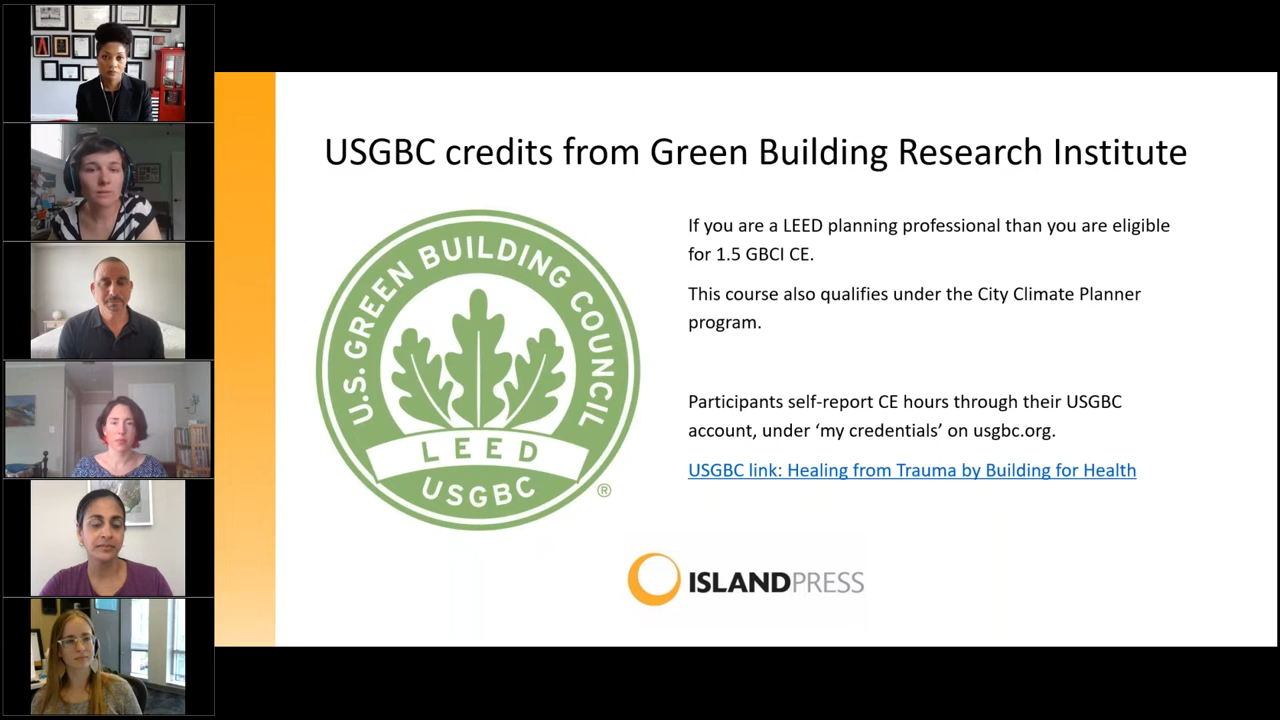 USGBC credits from Green Building Research Institute
U.S. GREEN BUILDING COUNCIL
LEED
USGBC
®
If you are a LEED planning professional than you are eligible
for 1.5 GBCI CE.
This course also qualifies under the City Climate Planner
program.
Participants self-report CE hours through their USGBC
account, under ‘my credentials’ on usgbc.org.
USGBC link: Healing from Trauma by Building for Health
ISLANDPRESS